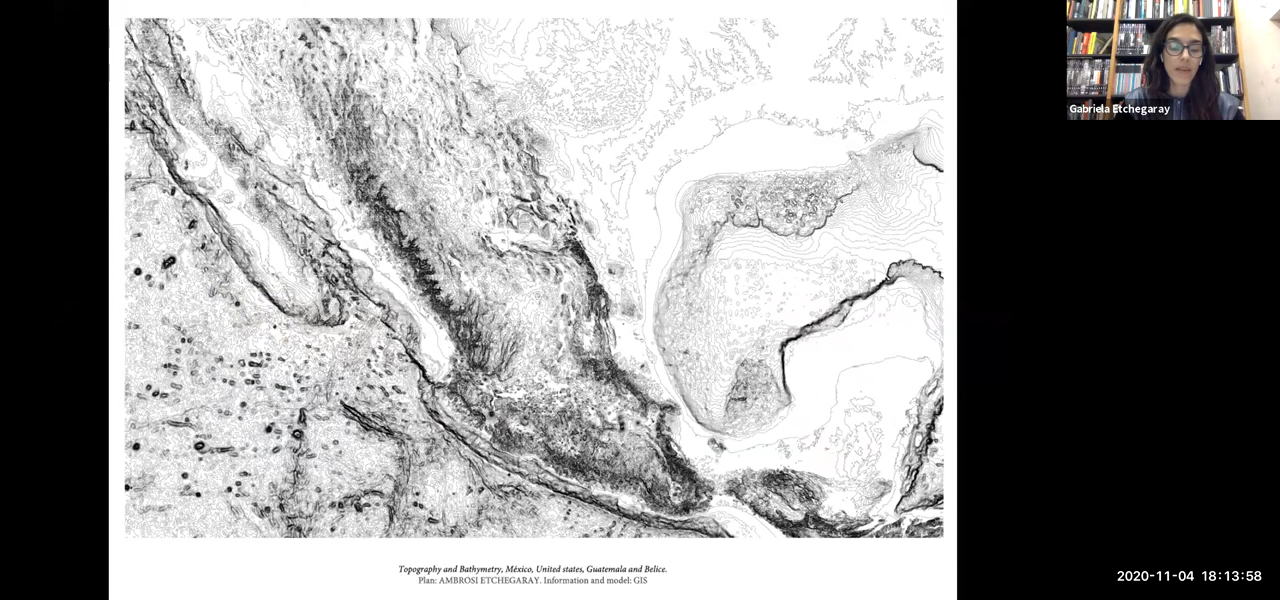 Gabriela Etchegaray
Topography and Bathymetry, México, United states, Guatemala and Belice.
Plan: AMBROSI ETCHEGARAY. Information and model: GIS
2020-11-04 18:13:58